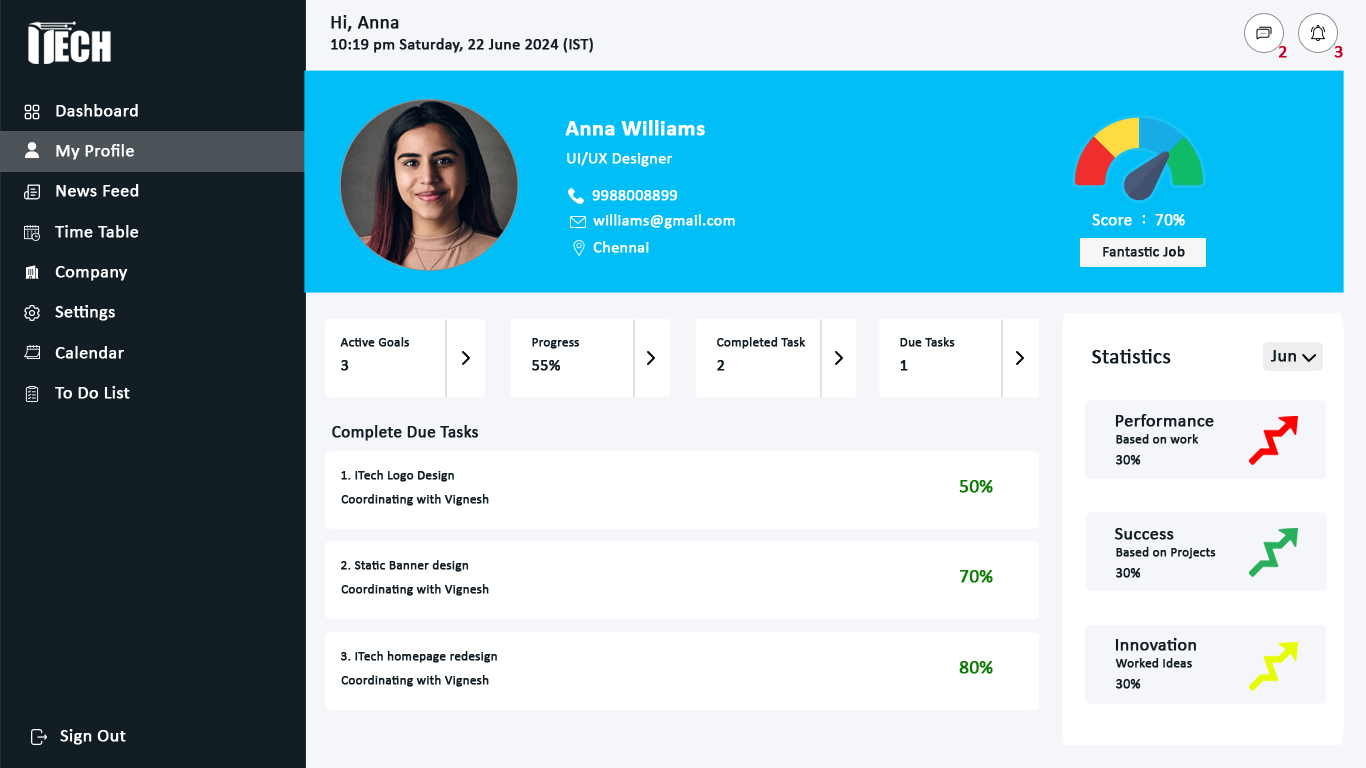 ITECH
Dashboard
My Profile
News Feed
Time Table
Company
Settings
Calendar
To Do List
Sign Out
Hi, Anna
10:19 pm Saturday, 22 June 2024 (IST)
2
3
Anna Williams
UI/UX Designer
9988008899
williams@gmail.com
Chennai
Score : 70%
Fantastic Job
Active Goals
3
Progress
55%
Completed Task
2
Due Tasks
1
Complete Due Tasks
1. ITech Logo Design
Coordinating with Vignesh
50%
2. Static Banner design
Coordinating with Vignesh
70%
3. ITech homepage redesign
Coordinating with Vignesh
80%
Statistics
Jun
Performance
Based on work
30%
Success
Based on Projects
30%
Innovation
Worked Ideas
30%